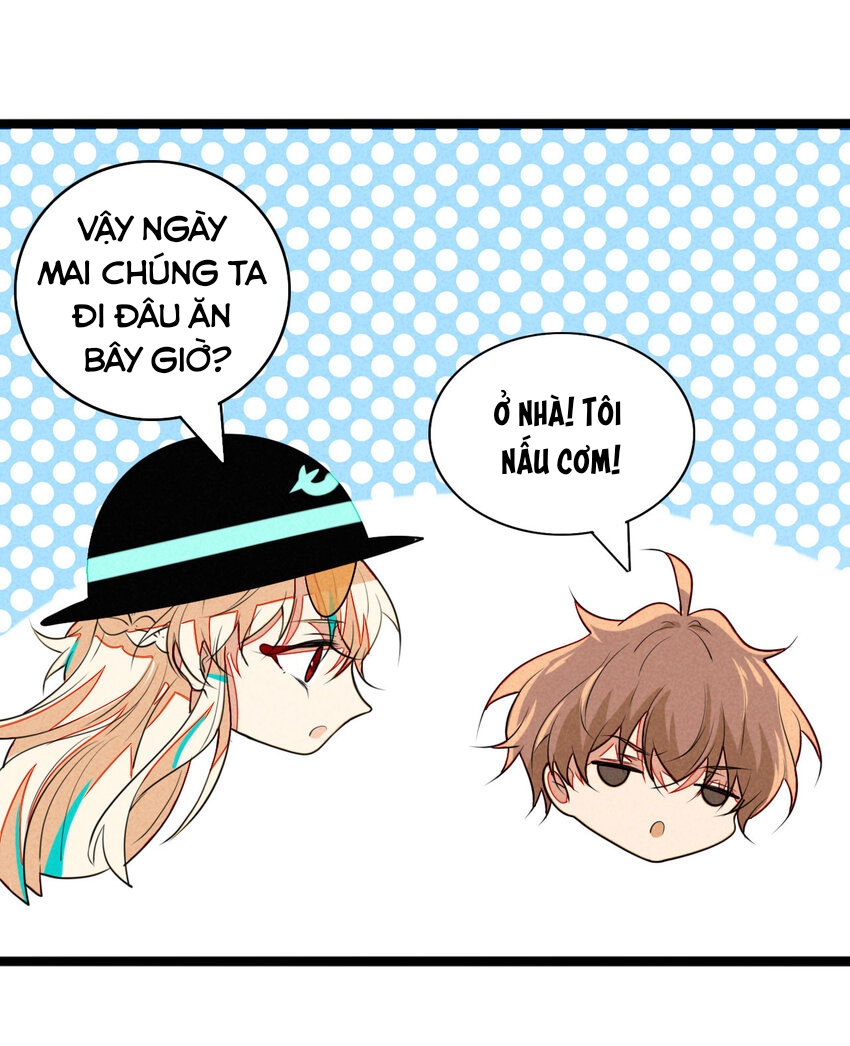 VẬY NGÀY
MAI CHÚNG TA
ĐI ĐÂU ĂN
BÂY GIỜ?
Ở NHÀ! TÔI
NẤU CƠM!